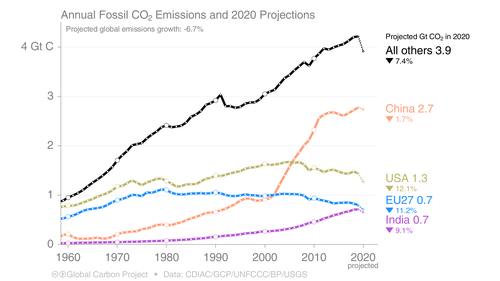 Annual Fossil CO₂ Emissions and 2020 Projections
Projected global emissions growth: -6.7%
Projected Gt CO₂ in 2020
4 Gt C
All others 3.9
▼ 7.4%
3
China 2.7
▼ 1.7%
2
USA 1.3
▼ 12.1%
1
EU27 0.7
▼ 11.2%
India 0.7
▼ 9.1%
0
1960 1970 1980 1990 2000 2010 2020
projected
Global Carbon Project • Data: CDIAC/GCP/UNFCCC/BP/USGS